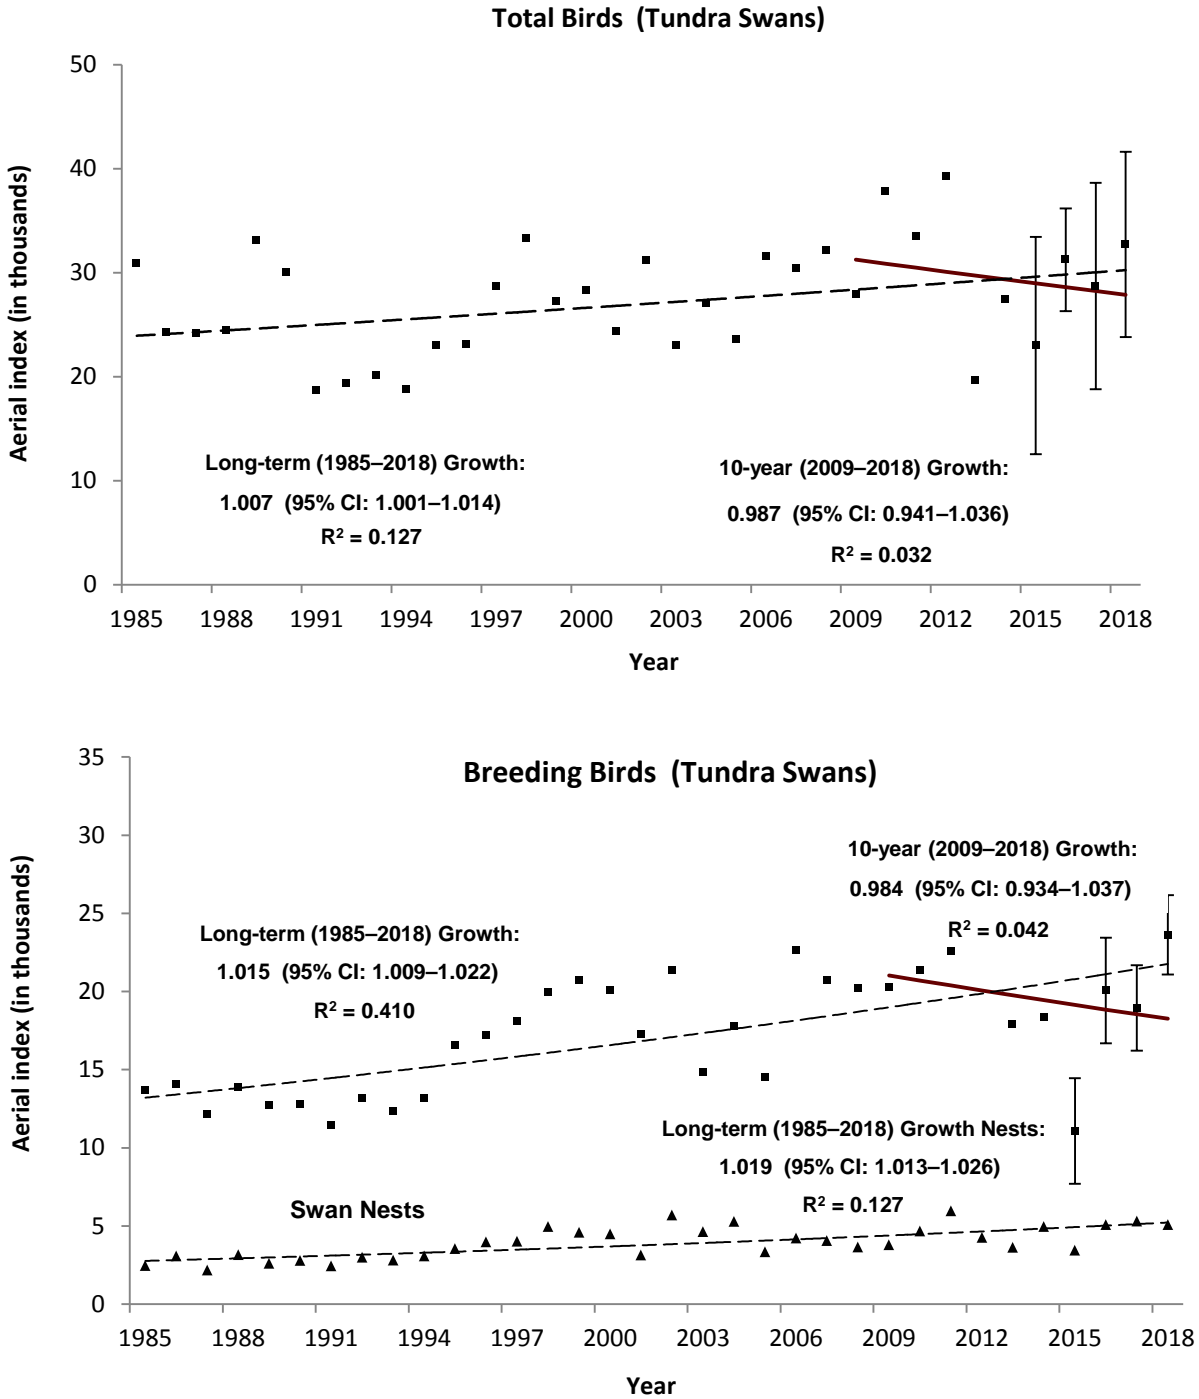 Total Birds  (Tundra Swans)
50
40
30
20
10
0
Aerial index (in thousands)
Long-term (1985–2018) Growth:
1.007  (95% CI: 1.001–1.014)
R² = 0.127
10-year (2009–2018) Growth:
0.987  (95% CI: 0.941–1.036)
R² = 0.032
1985 1988 1991 1994 1997 2000 2003 2006 2009 2012 2015 2018
Year
Breeding Birds  (Tundra Swans)
35
30
25
20
15
10
5
0
Aerial index (in thousands)
10-year (2009–2018) Growth:
0.984  (95% CI: 0.934–1.037)
R² = 0.042
Long-term (1985–2018) Growth:
1.015  (95% CI: 1.009–1.022)
R² = 0.410
Long-term (1985–2018) Growth Nests:
1.019  (95% CI: 1.013–1.026)
R² = 0.127
Swan Nests
1985 1988 1991 1994 1997 2000 2003 2006 2009 2012 2015 2018
Year